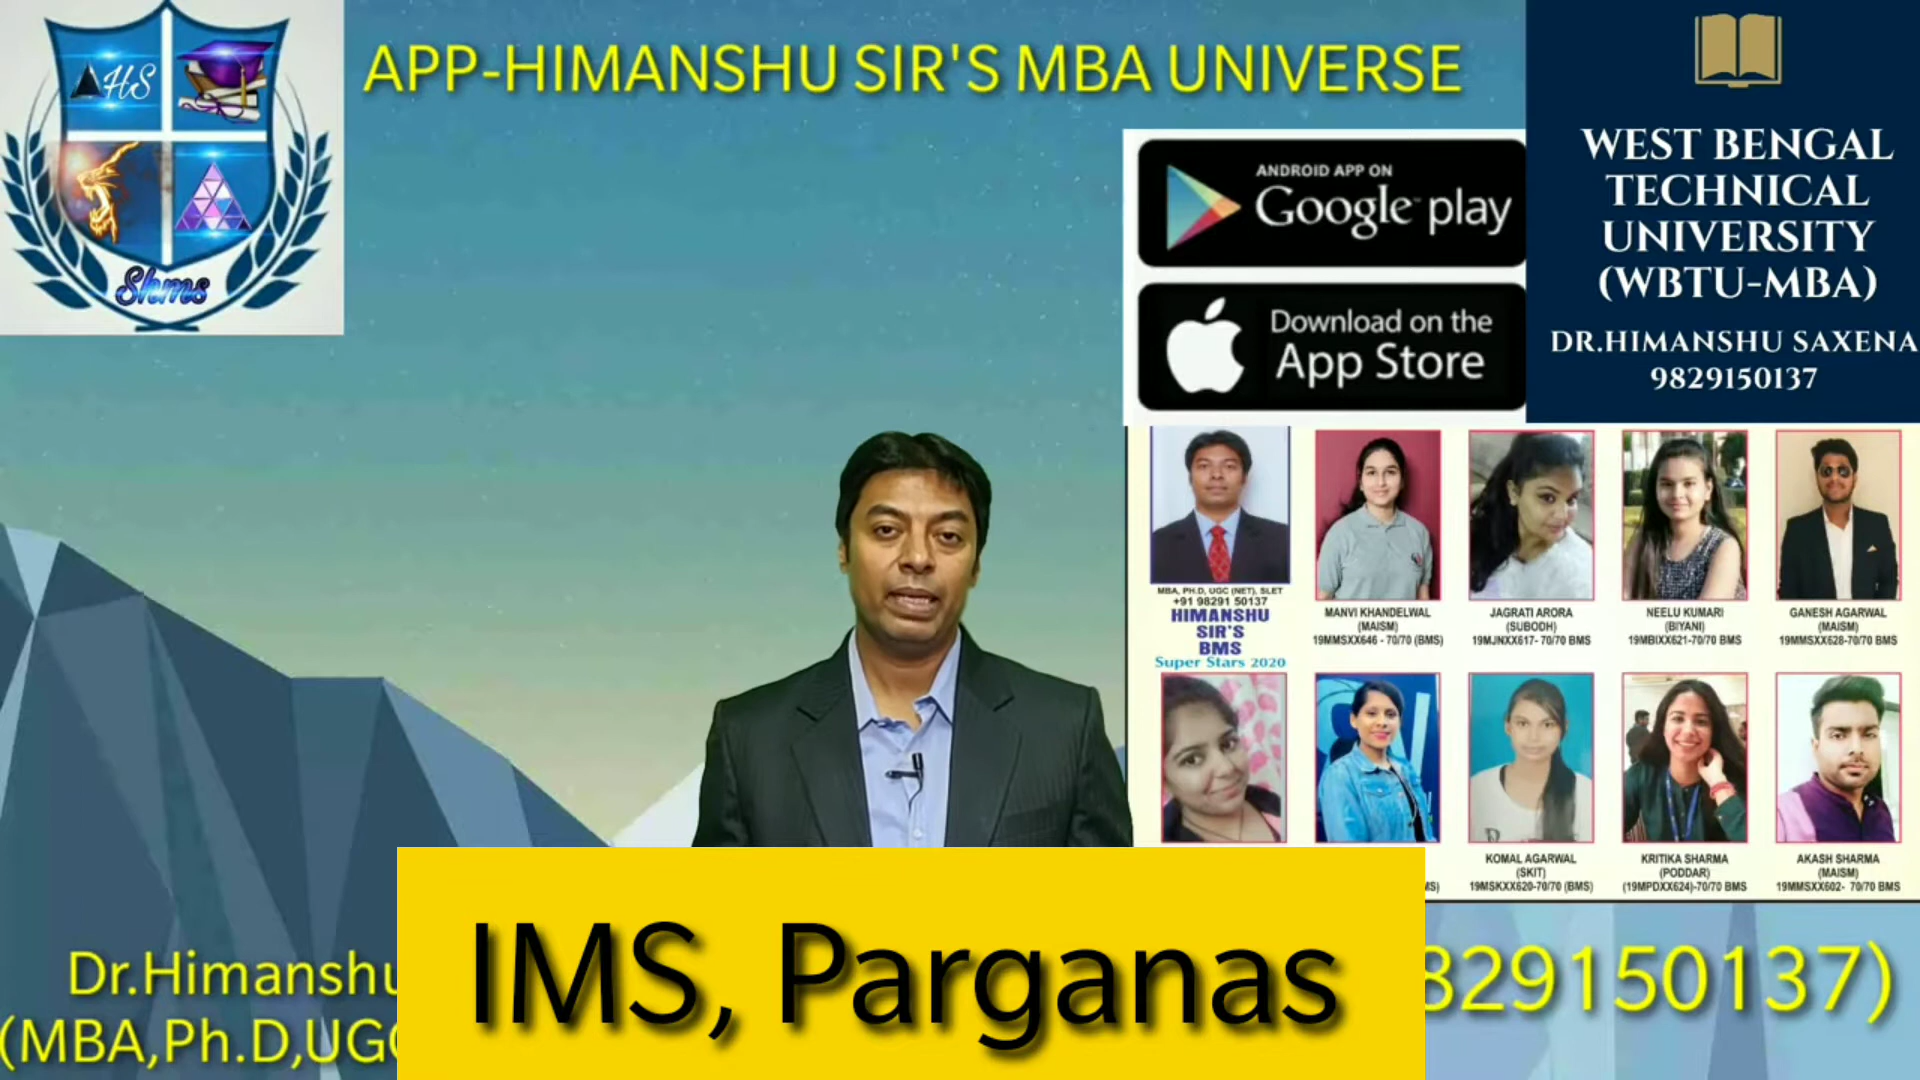 HS
Shms
APP-HIMANSHU SIR'S MBA UNIVERSE
ANDROID APP ON
Google play
Download on the
App Store
WEST BENGAL
TECHNICAL
UNIVERSITY
(WBTU-MBA)
DR.HIMANSHU SAXENA
9829150137
MBA, PH.D, UGC (NET), SLET
+91 98291 50137
HIMANSHU
SIR'S
BMS
Super Stars 2020
MANVI KHANDELWAL
(MAISM)
19MMSXX646 - 70/70 (BMS)
JAGRATI ARORA
(SUBODH)
19MJNXX617- 70/70 BMS
NEELU KUMARI
(BIYANI)
19MBIXX621-70/70 BMS
GANESH AGARWAL
(MAISM)
19MMSXX628-70/70 BMS
MS)
KOMAL AGARWAL
(SKIT)
19MSKXX620-70/70 (BMS)
KRITIKA SHARMA
(PODDAR)
(19MPDXX624)-70/70 BMS
AKASH SHARMA
(MAISM)
19MMSXX602- 70/70 BMS
Dr.Himanshu
(MBA,Ph.D,UGC
IMS, Parganas
829150137)